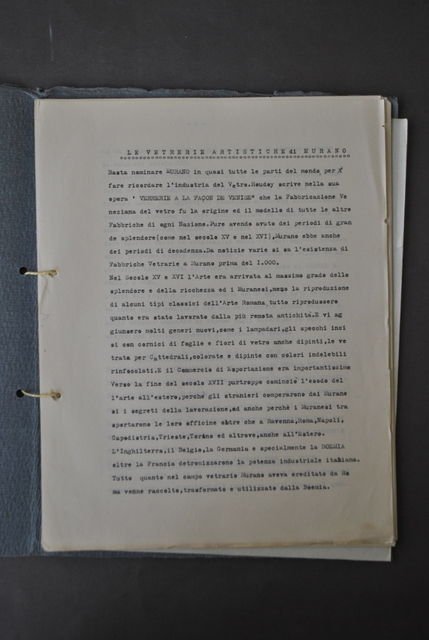 LE VETRERIE ARTISTICHE di MURANO
Basta nominare MURANO in quasi tutte le parti del mondo per
fare ricordare l'industria del Vetro.Houday scrive nella sua
opera " VERRERIE A LA FAÇON DE VENISE" che la Fabbricazione Ve
neziana del vetro fu la origine ed il modello di tutte le altre
Fabbriche di ogni Nazione.Pure avendo avuto dei periodi di gran
de splendore(come nel secolo XV e nel XVI),Murano ebbe anche
dei periodi di decadenza.Da notizie varie si sa l'esistenza di
Fabbriche Vetrarie a Murano prima del 1.000.
Nel Secolo XV e XVI l'Arte era arrivata al massimo grado delle
splendore e della ricchezza ed i Muranesi,meno la riproduzione
di alcuni tipi classici dell'Arte Romana,tutto riprodussero
quanto era stato lavorato dalla più remota antichità.E vi ag
giunsero molti generi nuovi,come i lampadari,gli specchi inci
si con cornici di foglie e fiori di vetro anche dipinti,le ve
trate per Cattedrali,colorate e dipinte con colori indelebili
rinfocolati.E il Commercio di Esportazione era importantissimo
Verso la fine del secolo XVII purtroppo cominciò l'esodo del
l'arte all'estero,perchè gli stranieri comperarono dai Murane
si i segreti della lavorazione,ed anche perchè i Muranesi tra
sportarono le loro officine oltre che a Ravenna,Roma,Napoli,
Capodistria,Trieste,Torino ed altrove,anche all'Estero.
L'Inghilterra,il Belgio,la Germania e specialmente la BOEMIA
oltre la Francia detronizzarono la potenza industriale italiana.
Tutto quanto nel campo vetrario Murano aveva ereditato da Ro
ma venne raccolto,trasformato e utilizzato dalla Boemia.